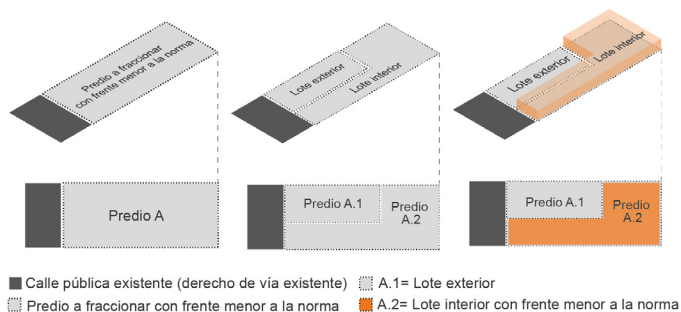 Predio a fraccionar
con frente menor a la norma
Lote exterior
Lote interior
Lote exterior
Lote interior
Predio A
Predio A.1
Predio
A.2
Predio A.1
Predio
A.2
Calle pública existente (derecho de vía existente)
A.1= Lote exterior
Predio a fraccionar con frente menor a la norma
A.2= Lote interior con frente menor a la norma